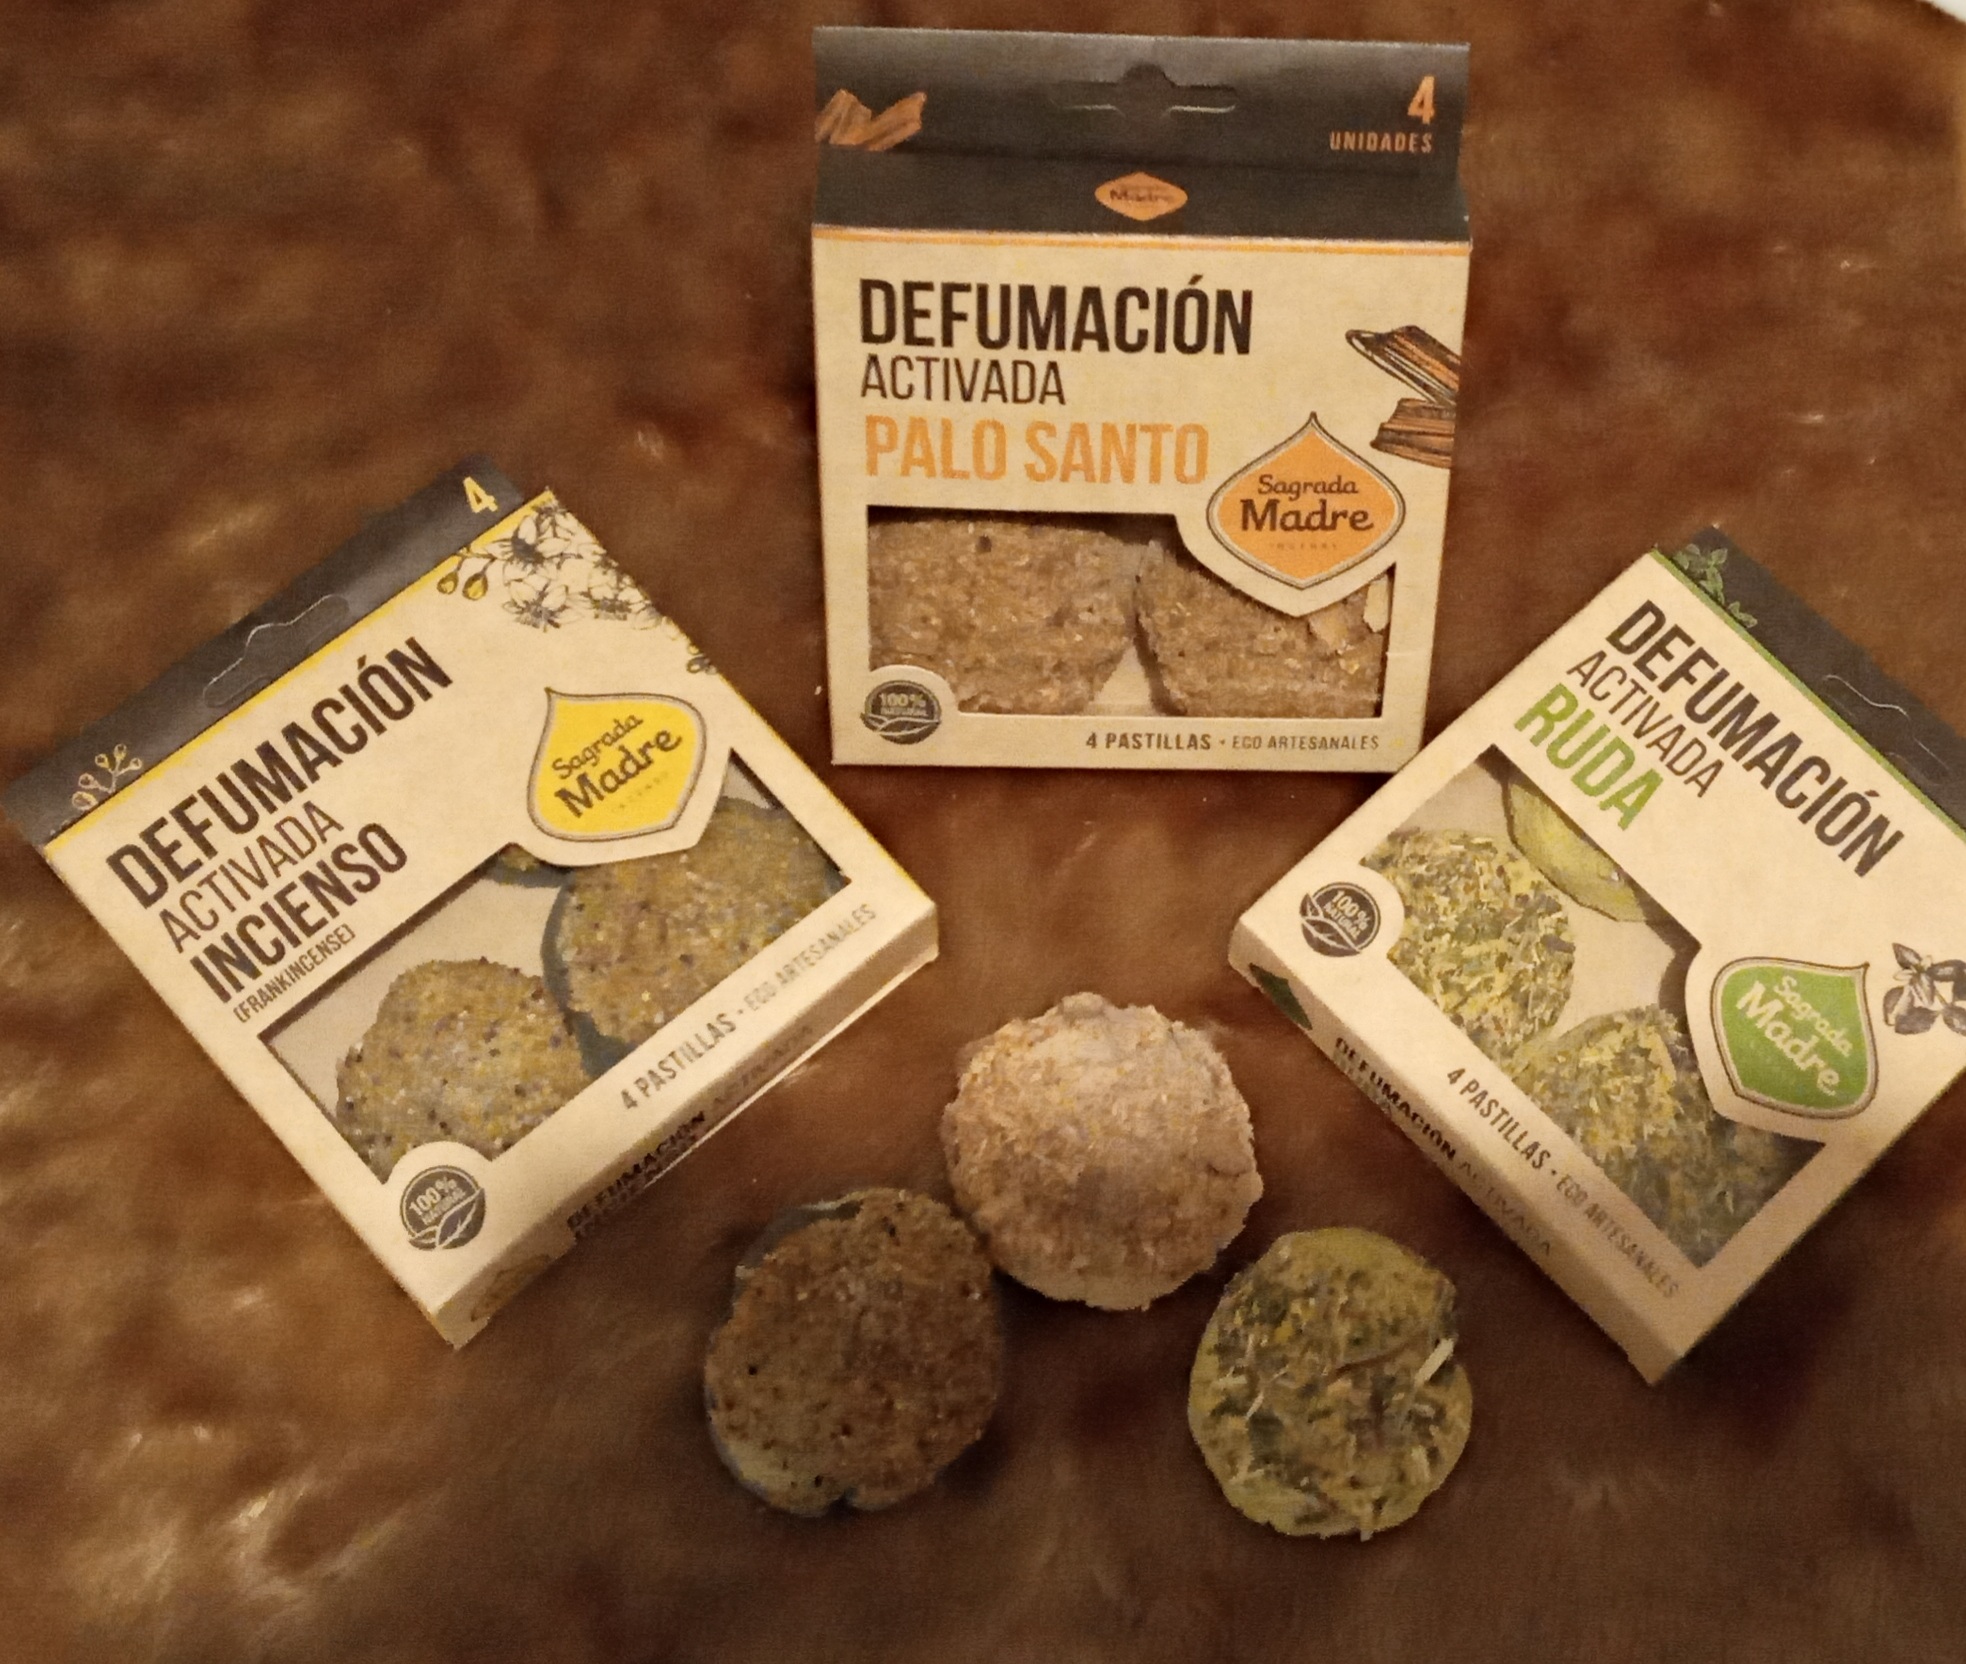 4
UNIDADES
Madre
DEFUMACIÓN
ACTIVADA
PALO SANTO
Sagrada
Madre
100%
NATURAL
4 PASTILLAS • ECO ARTESANALES
4
DEFUMACIÓN
ACTIVADA
INCIENSO
(FRANKINCENSE)
Sagrada
Madre
100%
NATURAL
4 PASTILLAS • ECO ARTESANALES
DEFUMACIÓN ACTIVADA
DEFUMACIÓN
ACTIVADA
RUDA
100%
NATURAL
Sagrada
Madre
4 PASTILLAS • ECO ARTESANALES
DEFUMACIÓN ACTIVADA